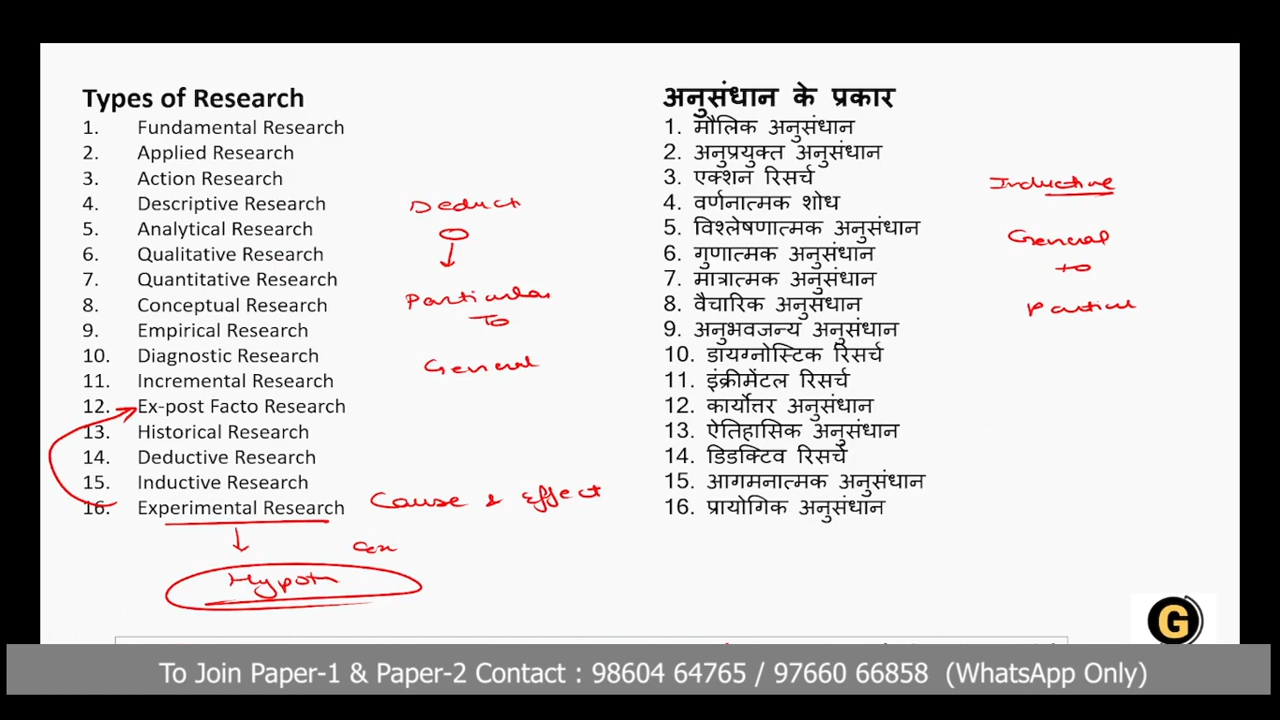 Types of Research
1. Fundamental Research
2. Applied Research
3. Action Research
4. Descriptive Research
5. Analytical Research
6. Qualitative Research
7. Quantitative Research
8. Conceptual Research
9. Empirical Research
10. Diagnostic Research
11. Incremental Research
12. Ex-post Facto Research
13. Historical Research
14. Deductive Research
15. Inductive Research
16. Experimental Research
Deduct
Particular
To
General
Cause & Effect
Hypoth
अनुसंधान के प्रकार
1. मौलिक अनुसंधान
2. अनुप्रयुक्त अनुसंधान
3. एक्शन रिसर्च
4. वर्णनात्मक शोध
5. विश्लेषणात्मक अनुसंधान
6. गुणात्मक अनुसंधान
7. मात्रात्मक अनुसंधान
8. वैचारिक अनुसंधान
9. अनुभवजन्य अनुसंधान
10. डायग्नोस्टिक रिसर्च
11. इंक्रीमेंटल रिसर्च
12. कार्योत्तर अनुसंधान
13. ऐतिहासिक अनुसंधान
14. डिडक्टिव रिसर्च
15. आगमनात्मक अनुसंधान
16. प्रायोगिक अनुसंधान
Inductive
General
to
Particul
G
To Join Paper-1 & Paper-2 Contact : 98604 64765 / 97660 66858 (WhatsApp Only)